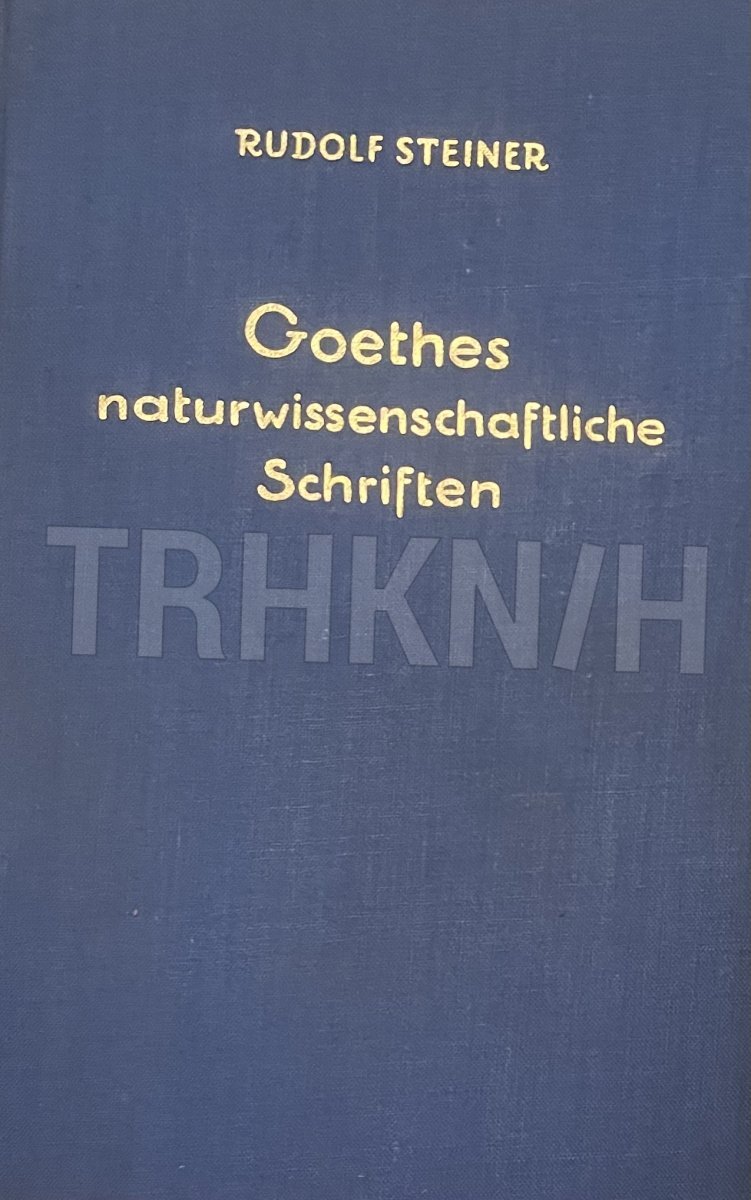 RUDOLF STEINER
Goethes
naturwissenschaftliche
Schriften
TRHKN/H